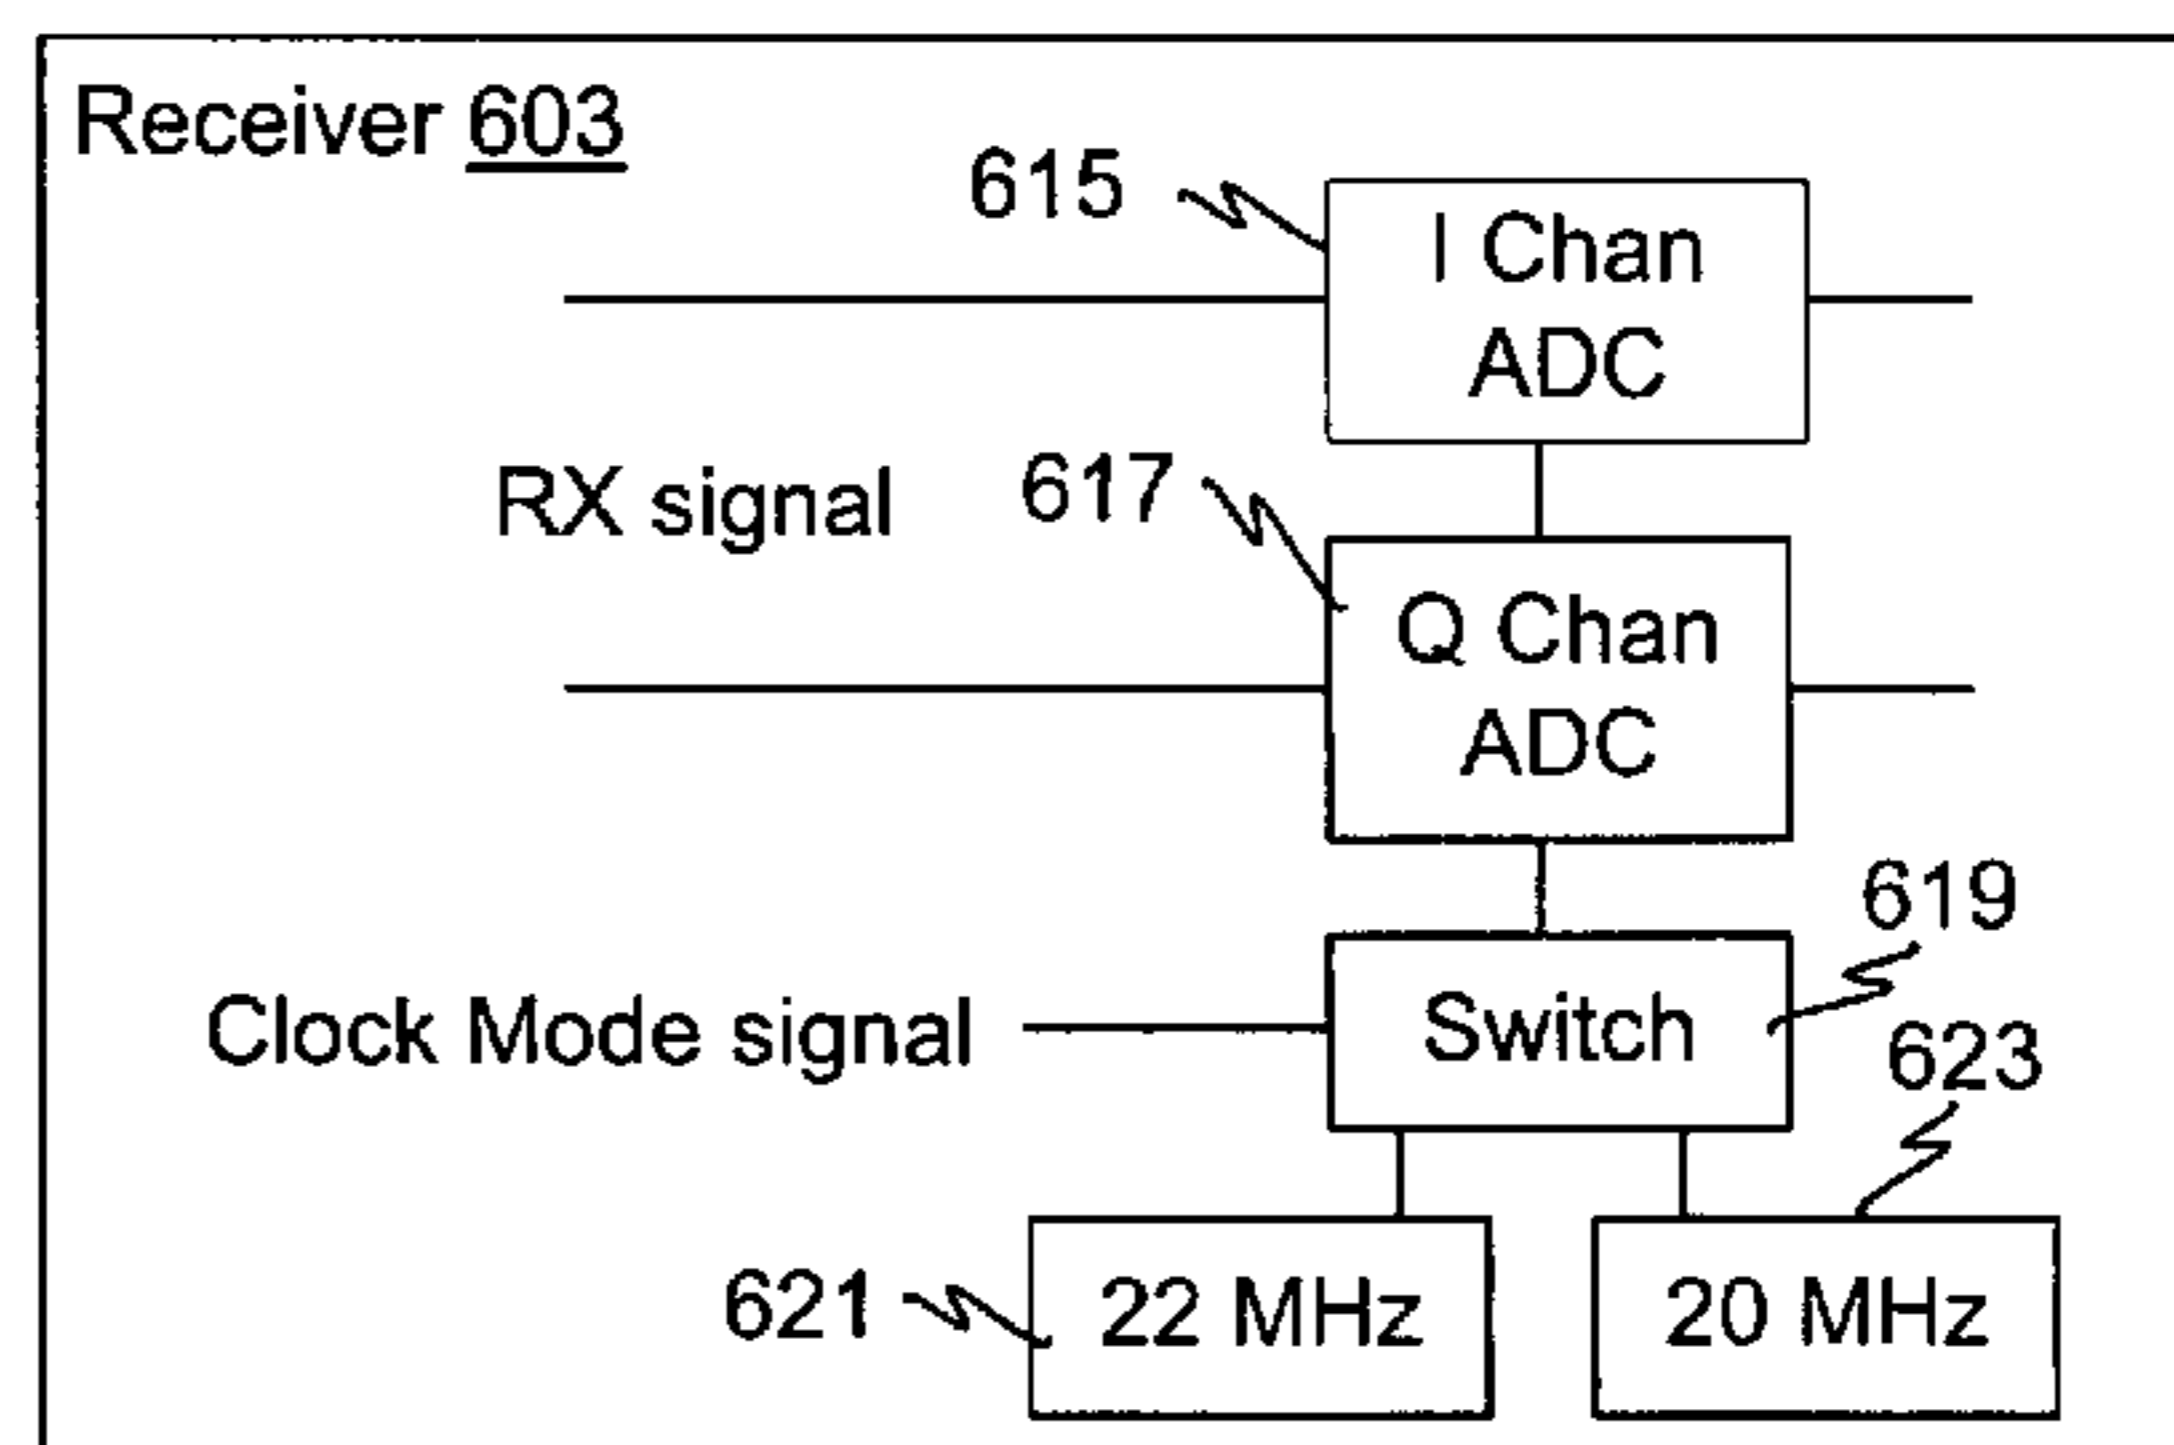 Receiver 603
615
I Chan
ADC
RX signal
617
Q Chan
ADC
619
Clock Mode signal
Switch
623
621
22 MHz
20 MHz